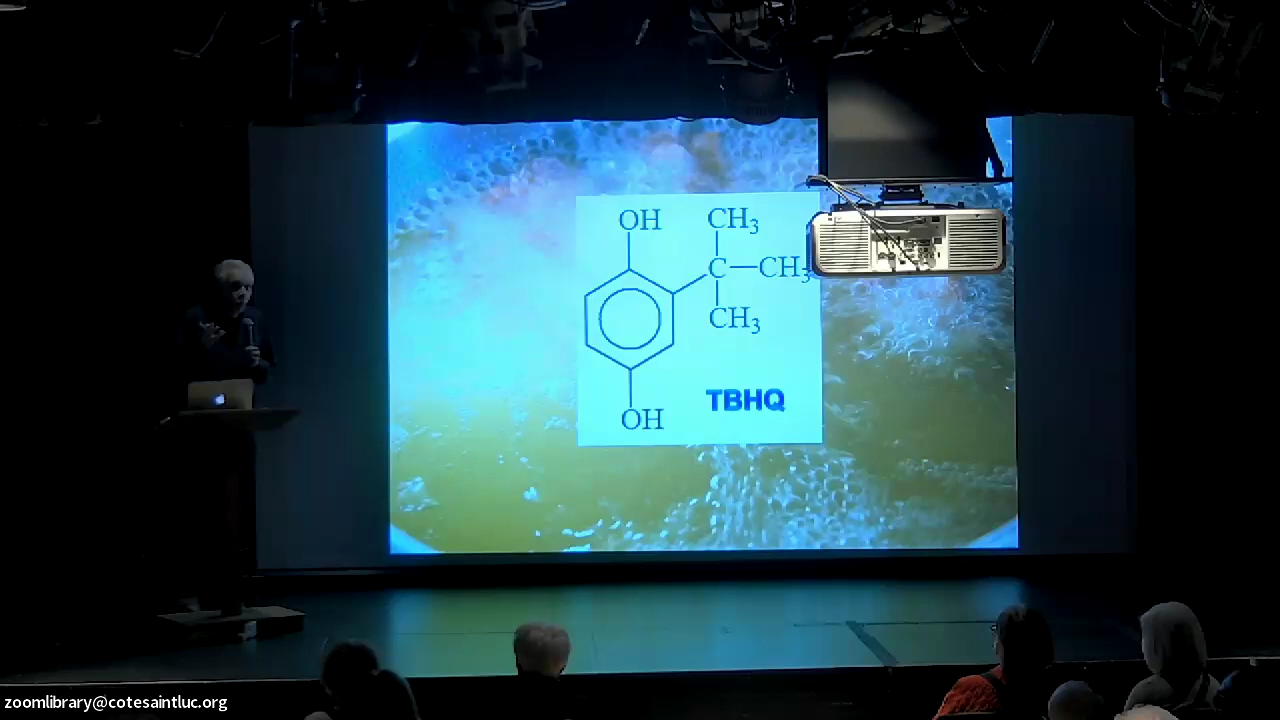 OH CH₃
C—CH₃
CH₃
TBHQ
OH
zoomlibrary@cotesaintluc.org